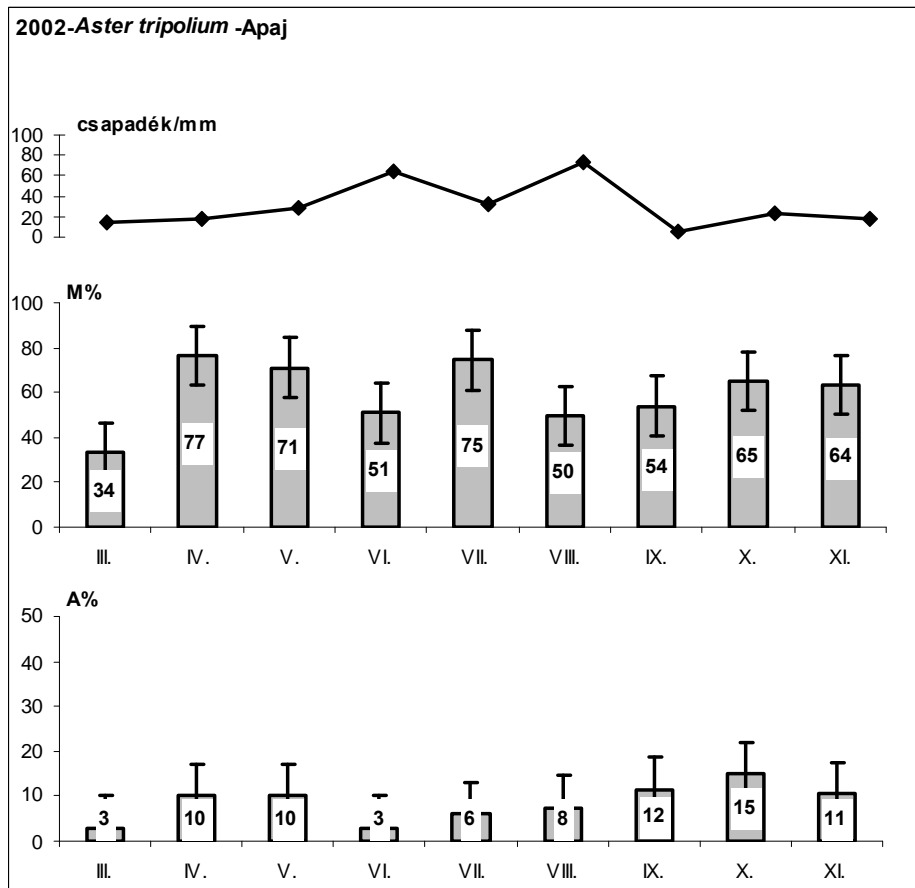 2002-Aster tripolium -Apaj
csapadék/mm
100
80
60
40
20
0
M%
100
80
60
40
20
0
34 77 71 51 75 50 54 65 64
III. IV. V. VI. VII. VIII. IX. X. XI.
A%
50
40
30
20
10
0
3 10 10 3 6 8 12 15 11
III. IV. V. VI. VII. VIII. IX. X. XI.